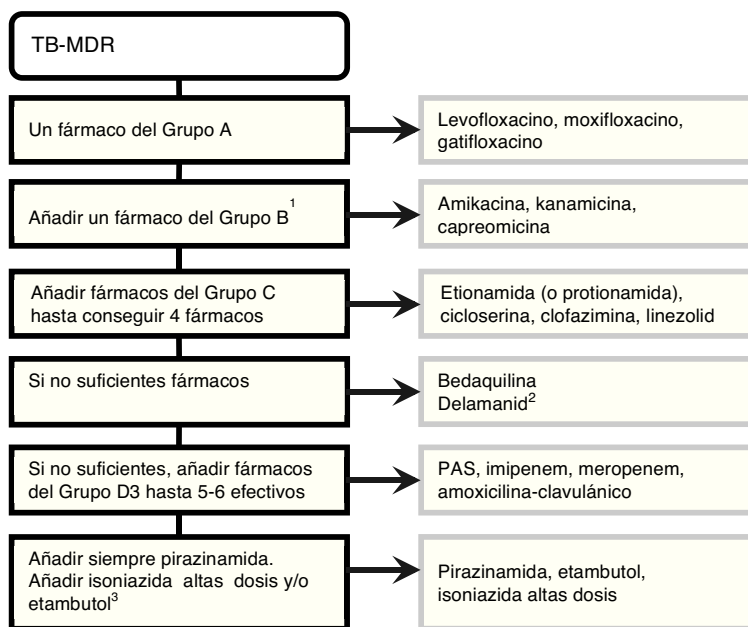 TB-MDR
Un fármaco del Grupo A
Levofloxacino, moxifloxacino,
gatifloxacino
Añadir un fármaco del Grupo B1
Amikacina, kanamicina,
capreomicina
Añadir fármacos del Grupo C
hasta conseguir 4 fármacos
Etionamida (o protionamida),
cicloserina, clofazimina, linezolid
Si no suficientes fármacos
Bedaquilina
Delamanid2
Si no suficientes, añadir fármacos
del Grupo D3 hasta 5-6 efectivos
PAS, imipenem, meropenem,
amoxicilina-clavulánico
Añadir siempre pirazinamida.
Añadir isoniazida altas dosis y/o
etambutol3
Pirazinamida, etambutol,
isoniazida altas dosis